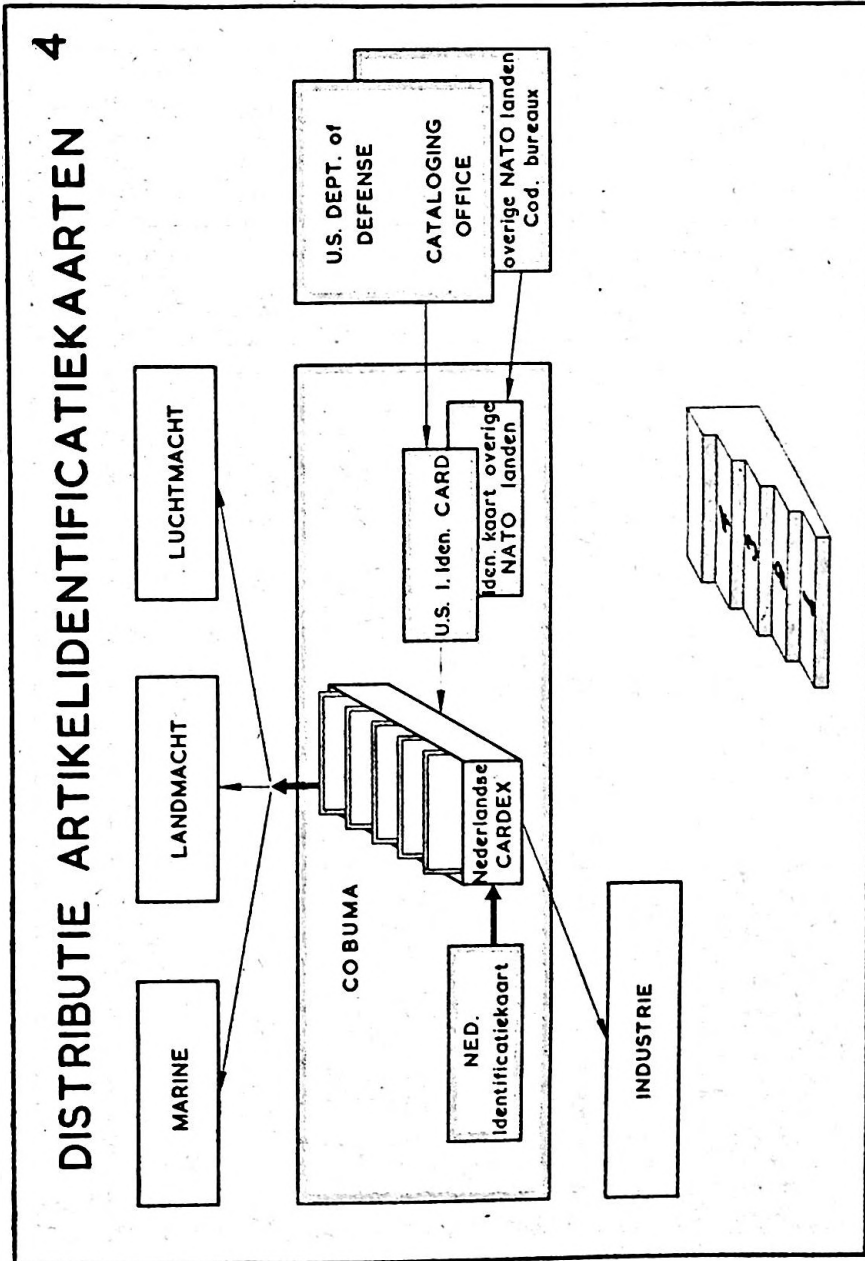 DISTRIBUTIE ARTIKELIDENTIFICATIEKAARTEN 4
MARINE
LANDMACHT
LUCHTMACHT
COBUMA
NED.
Identificatiekaart
Nederlandse
CARDEX
U.S. I. Iden. CARD
Iden. kaart overige
NATO landen
U.S. DEPT. of
DEFENSE
CATALOGING
OFFICE
overige NATO landen
Cod. bureaux
INDUSTRIE